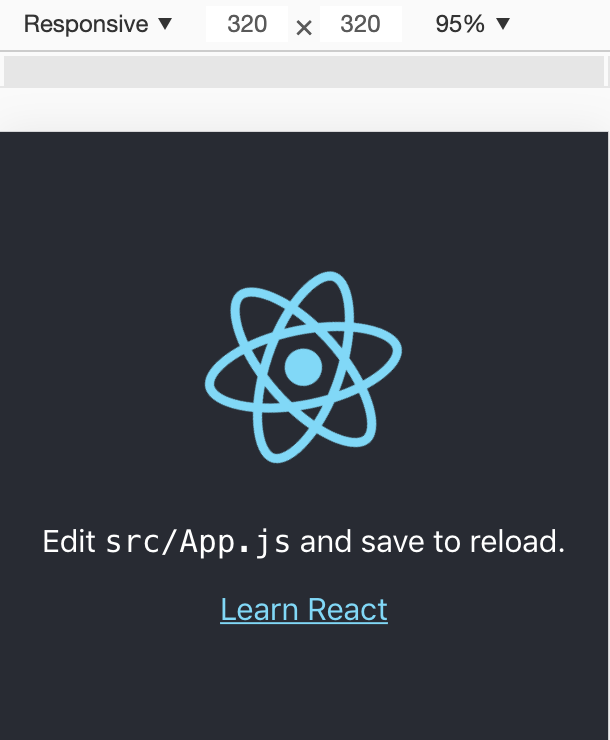 Responsive ▼ 320 × 320 95% ▼
Edit src/App.js and save to reload.
Learn React